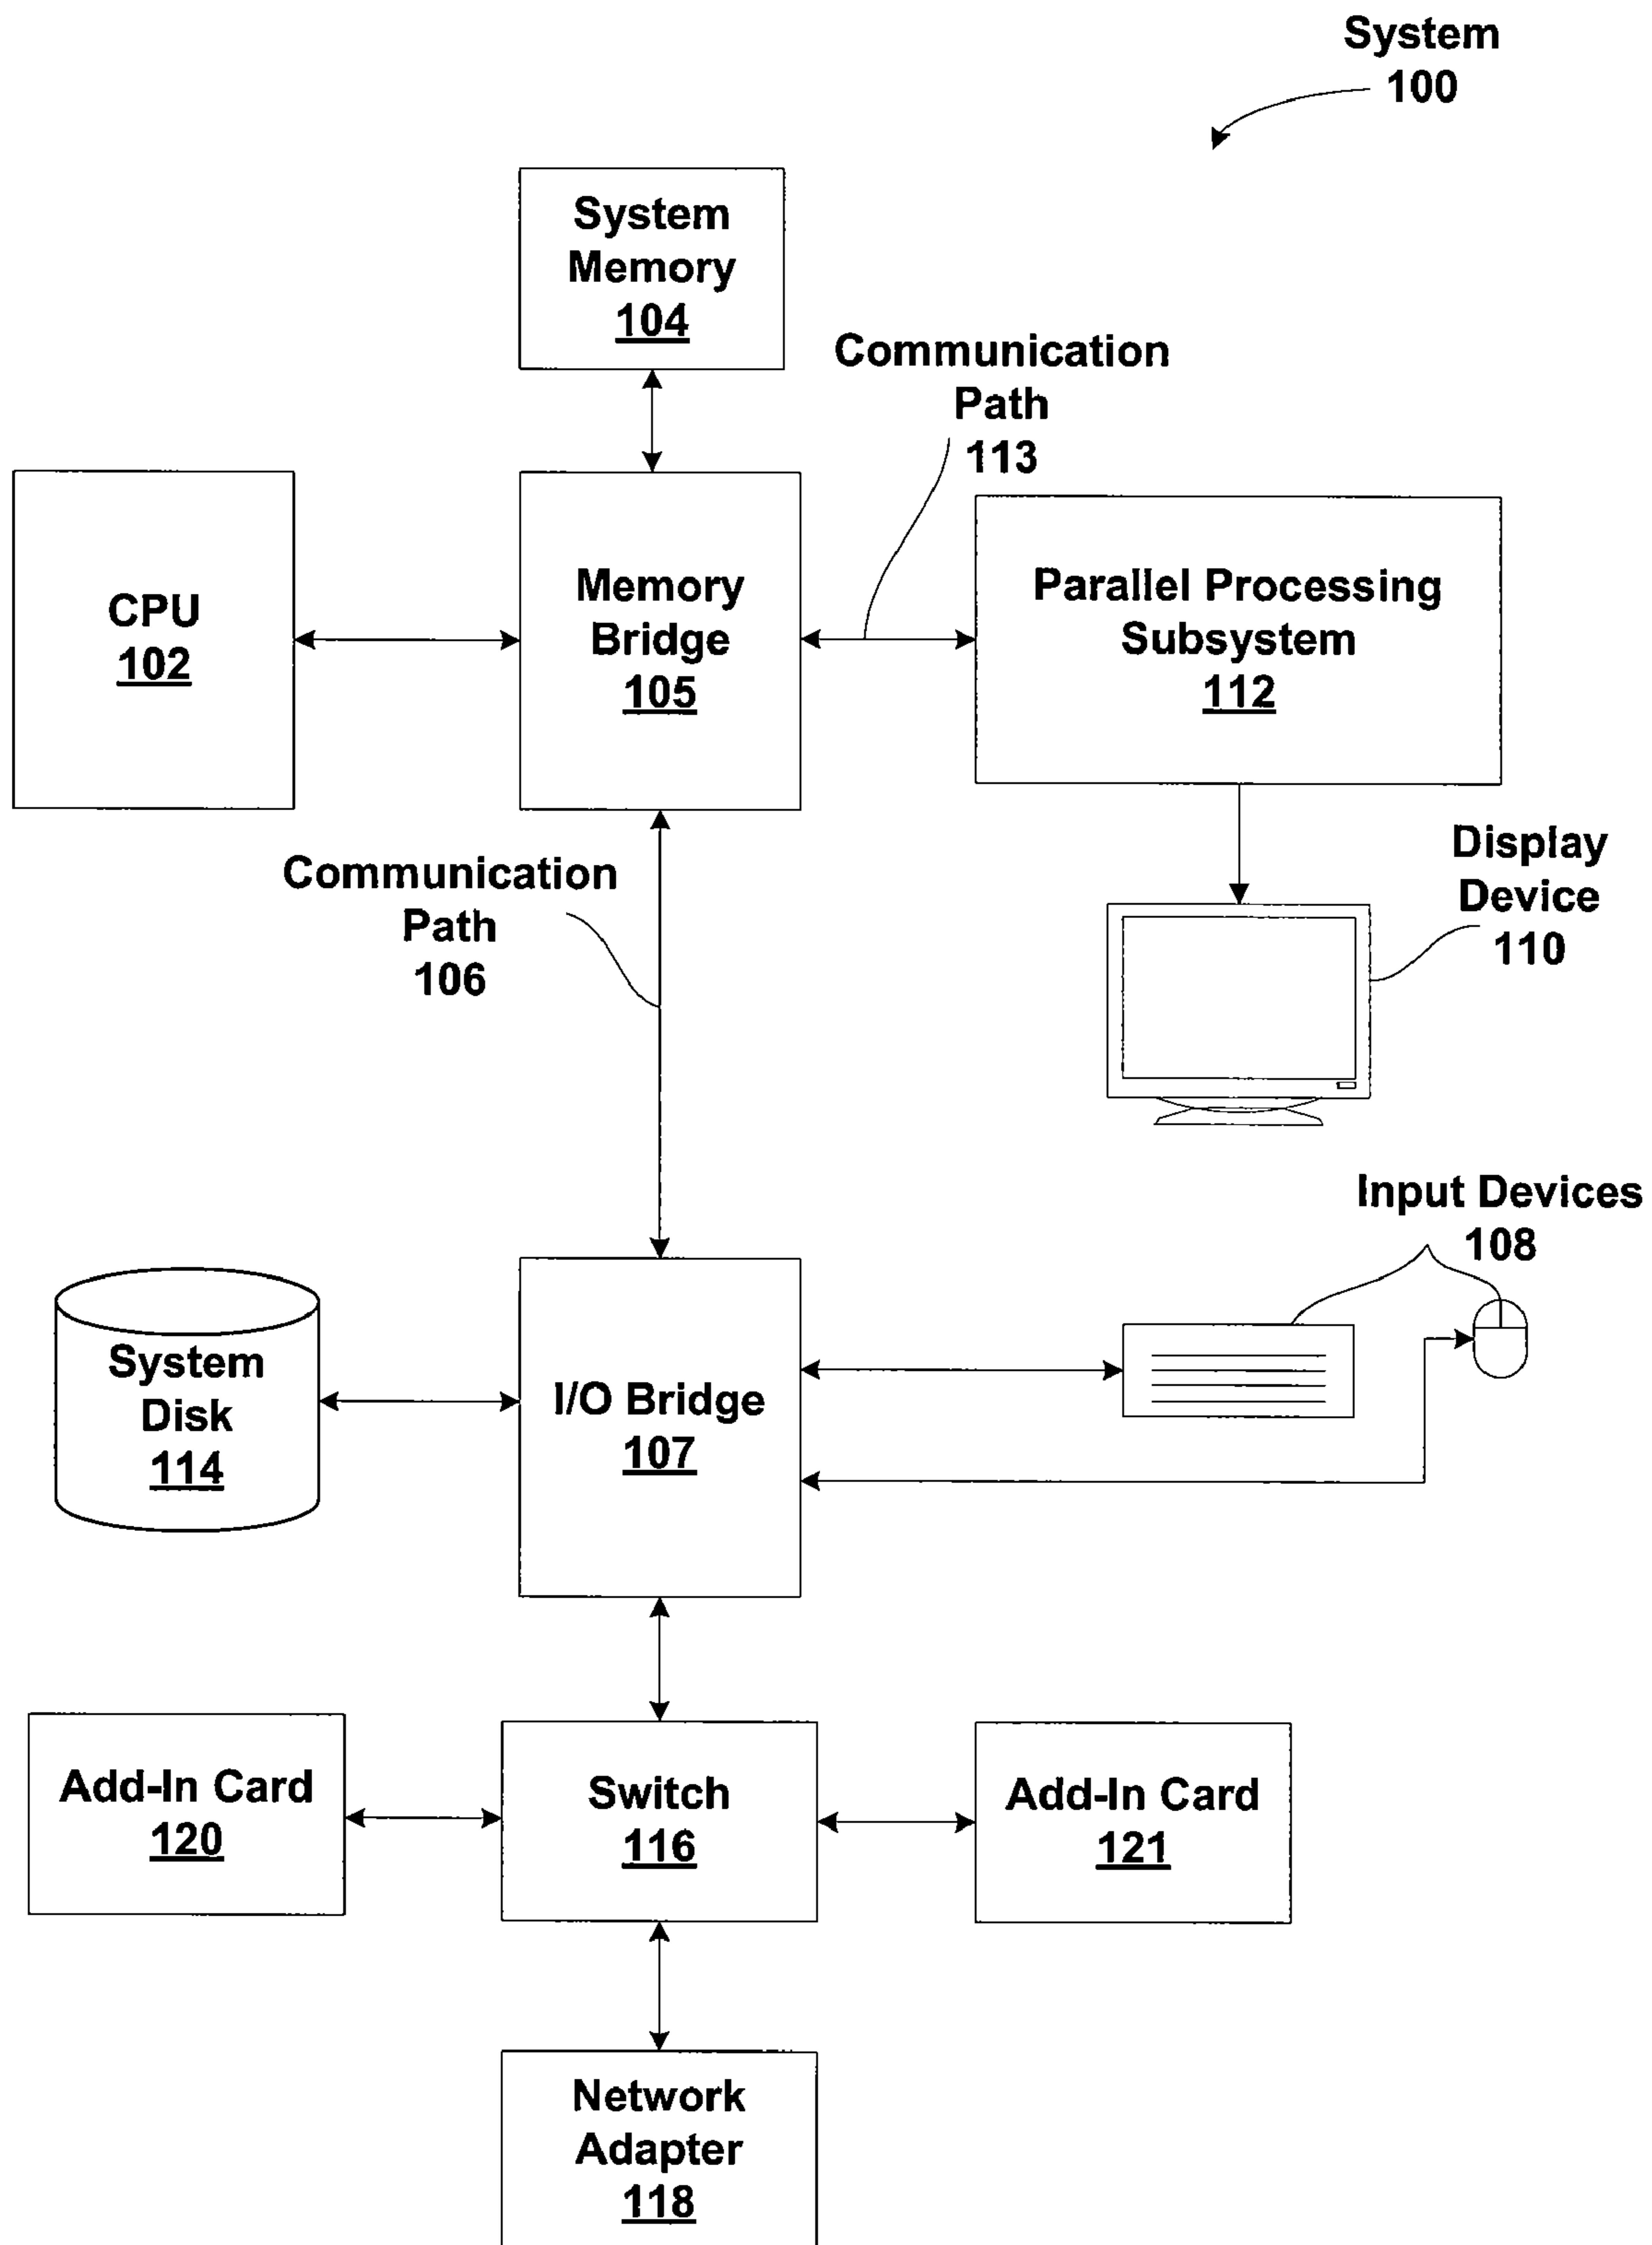 System
100
System
Memory
104
Communication
Path
113
CPU
102
Memory
Bridge
105
Parallel Processing
Subsystem
112
Communication
Path
106
Display
Device
110
Input Devices
108
System
Disk
114
I/O Bridge
107
Add-In Card
120
Switch
116
Add-In Card
121
Network
Adapter
118